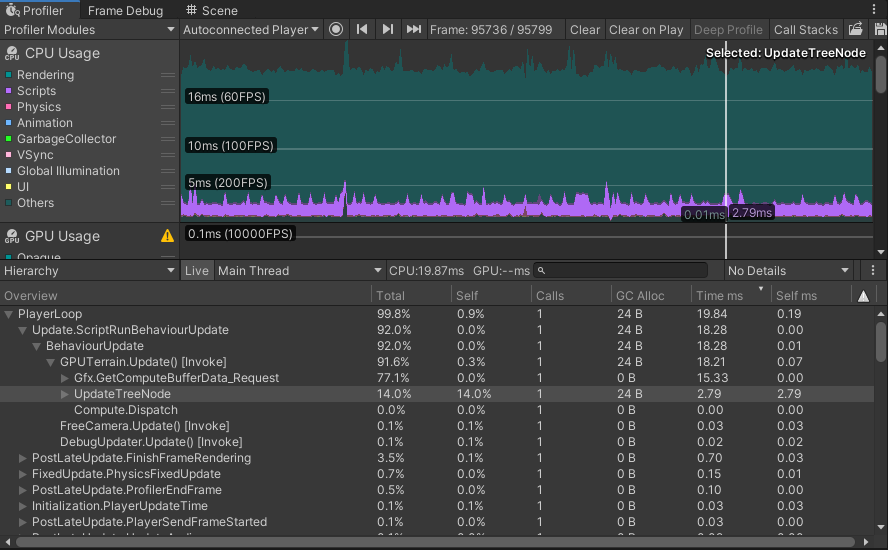 Profiler Frame Debug Scene
Profiler Modules Autoconnected Player Frame: 95736 / 95799 Clear Clear on Play Deep Profile Call Stacks
CPU CPU Usage
Rendering
Scripts
Physics
Animation
GarbageCollector
VSync
Global Illumination
UI
Others
Selected: UpdateTreeNode
16ms (60FPS)
10ms (100FPS)
5ms (200FPS)
0.01ms 2.79ms
0.1ms (10000FPS)
GPU GPU Usage
Opaque
Hierarchy Live Main Thread CPU:19.87ms GPU:--ms No Details
Overview Total Self Calls GC Alloc Time ms Self ms
PlayerLoop 99.8% 0.9% 1 24 B 19.84 0.19
Update.ScriptRunBehaviourUpdate 92.0% 0.0% 1 24 B 18.28 0.00
BehaviourUpdate 92.0% 0.0% 1 24 B 18.28 0.01
GPUTerrain.Update() [Invoke] 91.6% 0.3% 1 24 B 18.21 0.07
Gfx.GetComputeBufferData_Request 77.1% 0.0% 1 0 B 15.33 0.00
UpdateTreeNode 14.0% 14.0% 1 24 B 2.79 2.79
Compute.Dispatch 0.0% 0.0% 1 0 B 0.00 0.00
FreeCamera.Update() [Invoke] 0.1% 0.1% 1 0 B 0.03 0.03
DebugUpdater.Update() [Invoke] 0.1% 0.1% 1 0 B 0.02 0.02
PostLateUpdate.FinishFrameRendering 3.5% 0.1% 1 0 B 0.70 0.03
FixedUpdate.PhysicsFixedUpdate 0.7% 0.0% 1 0 B 0.15 0.01
PostLateUpdate.ProfilerEndFrame 0.5% 0.0% 1 0 B 0.10 0.00
Initialization.PlayerUpdateTime 0.1% 0.1% 1 0 B 0.03 0.03
PostLateUpdate.PlayerSendFrameStarted 0.1% 0.0% 1 0 B 0.03 0.00